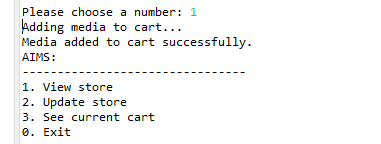 Please choose a number: 1
Adding media to cart...
Media added to cart successfully.
AIMS:
--------------------------------
1. View store
2. Update store
3. See current cart
0. Exit